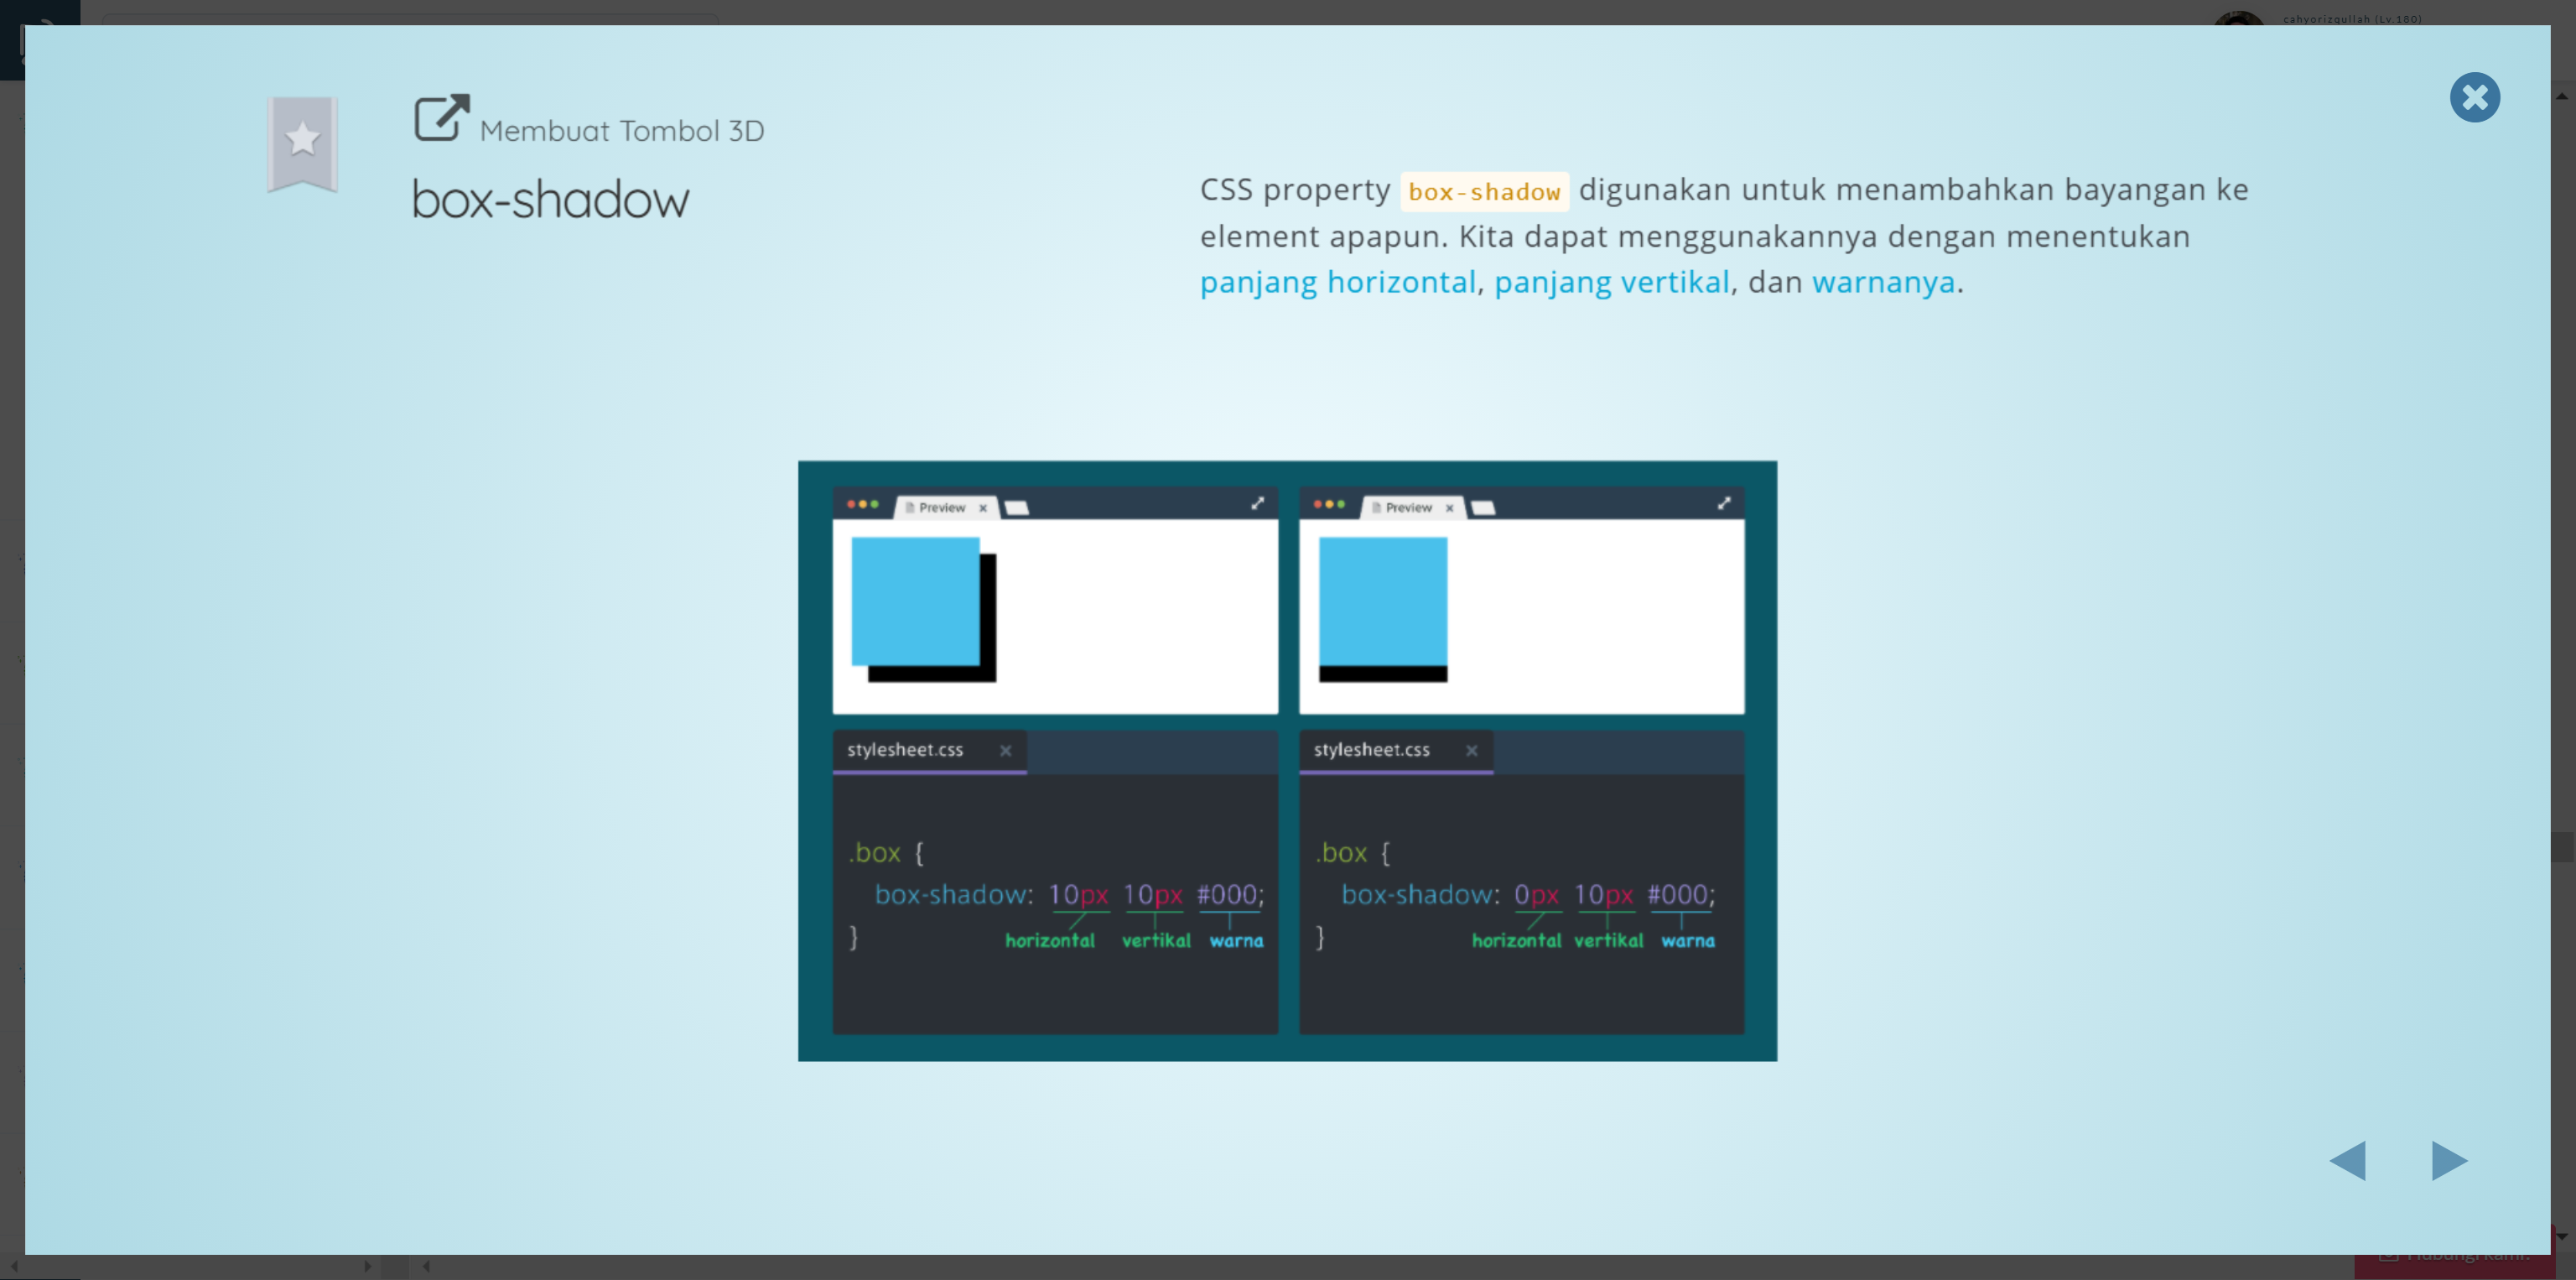 cahyorizqullah (Lv.180)
Membuat Tombol 3D
box-shadow
CSS property box-shadow digunakan untuk menambahkan bayangan ke
element apapun. Kita dapat menggunakannya dengan menentukan
panjang horizontal, panjang vertikal, dan warnanya.
Preview
Preview
stylesheet.css
.box {
box-shadow: 10px 10px #000;
horizontal vertikal warna
}
stylesheet.css
.box {
box-shadow: 0px 10px #000;
horizontal vertikal warna
}
Hubungi kami.